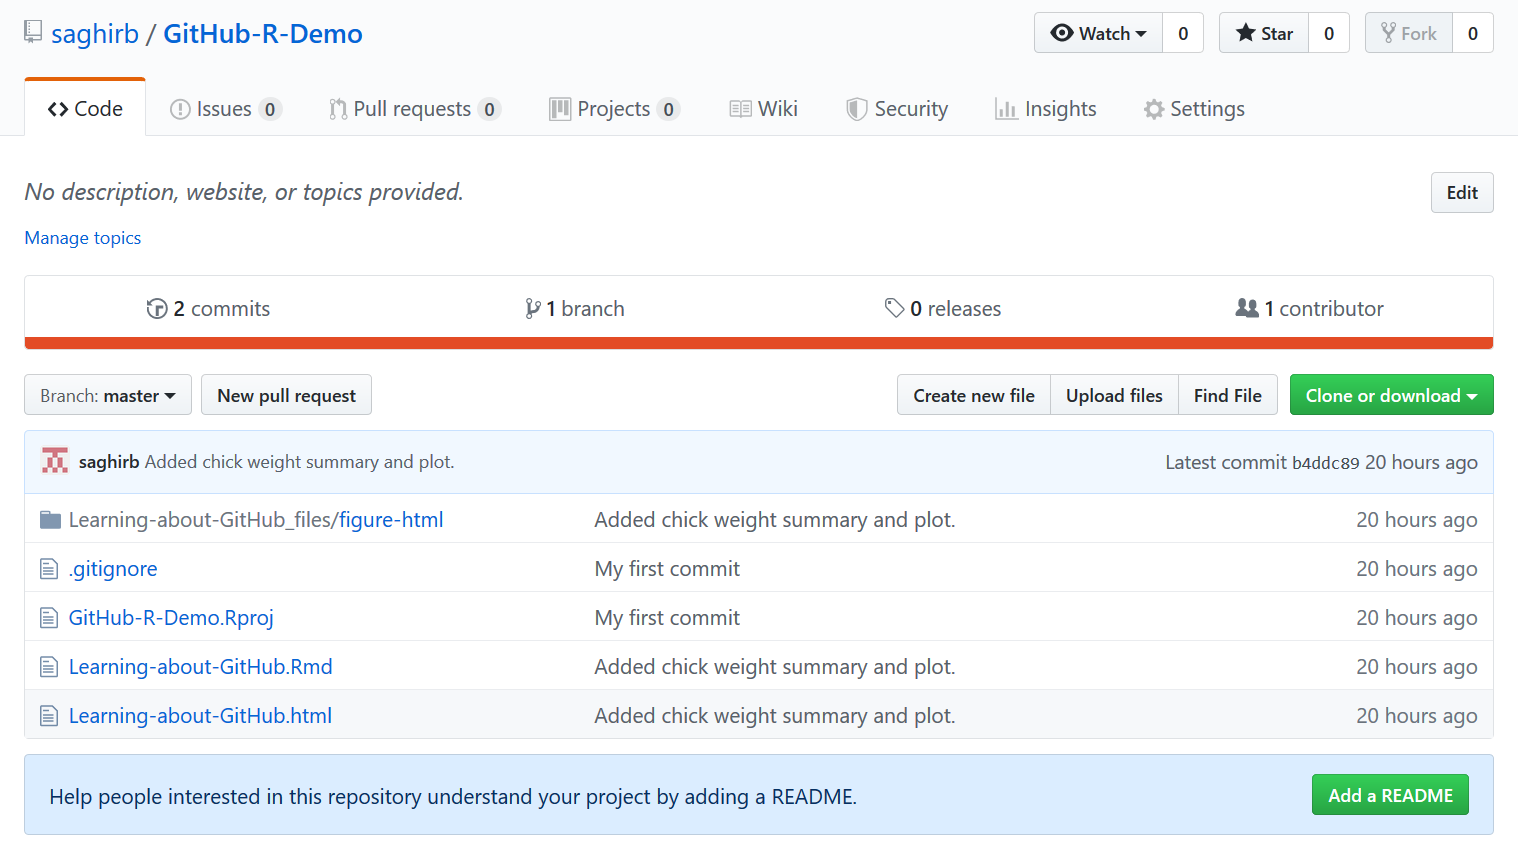 saghirb / GitHub-R-Demo
Watch 0 Star 0 Fork 0
Code Issues 0 Pull requests 0 Projects 0 Wiki Security Insights Settings
No description, website, or topics provided. Edit
Manage topics
2 commits 1 branch 0 releases 1 contributor
Branch: master New pull request Create new file Upload files Find File Clone or download
saghirb Added chick weight summary and plot. Latest commit b4ddc89 20 hours ago
Learning-about-GitHub_files/figure-html Added chick weight summary and plot. 20 hours ago
.gitignore My first commit 20 hours ago
GitHub-R-Demo.Rproj My first commit 20 hours ago
Learning-about-GitHub.Rmd Added chick weight summary and plot. 20 hours ago
Learning-about-GitHub.html Added chick weight summary and plot. 20 hours ago
Help people interested in this repository understand your project by adding a README. Add a README